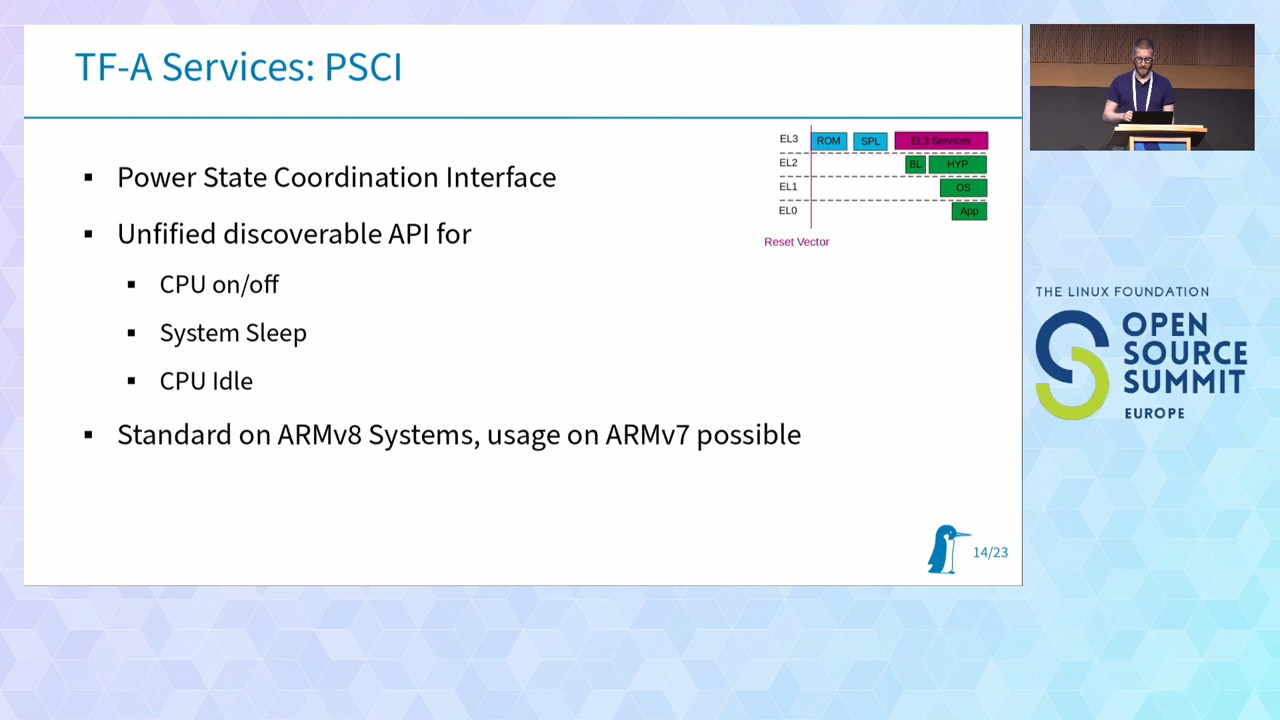 TF-A Services: PSCI
▪ Power State Coordination Interface
▪ Unfified discoverable API for
▪ CPU on/off
▪ System Sleep
▪ CPU Idle
▪ Standard on ARMv8 Systems, usage on ARMv7 possible
EL3 ROM SPL EL3 Services
EL2 BL HYP
EL1 OS
EL0 App
Reset Vector
14/23
THE LINUX FOUNDATION
OPEN
SOURCE
SUMMIT
EUROPE